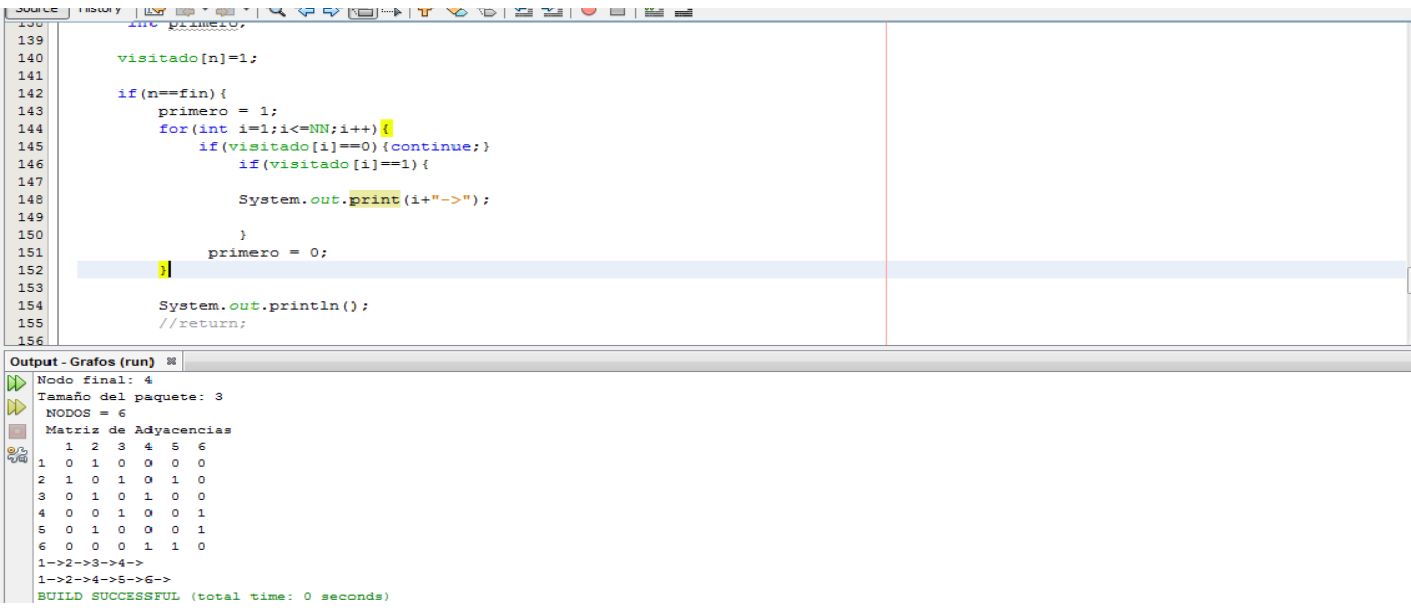 Source History
138 int primero;
139
140 visitado[n]=1;
141
142 if(n==fin){
143 primero = 1;
144 for(int i=1;i<=NN;i++){
145 if(visitado[i]==0){continue;}
146 if(visitado[i]==1){
147
148 System.out.print(i+"->");
149
150 }
151 primero = 0;
152 }
153
154 System.out.println();
155 //return;
156
Output - Grafos (run)
Nodo final: 4
Tamaño del paquete: 3
NODOS = 6
Matriz de Adyacencias
1 2 3 4 5 6
1 0 1 0 0 0 0
2 1 0 1 0 1 0
3 0 1 0 1 0 0
4 0 0 1 0 0 1
5 0 1 0 0 0 1
6 0 0 0 1 1 0
1->2->3->4->
1->2->4->5->6->
BUILD SUCCESSFUL (total time: 0 seconds)